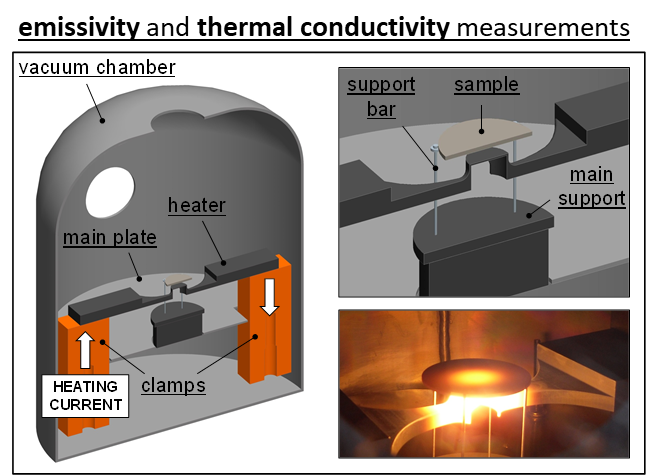 emissivity and thermal conductivity measurements
vacuum chamber
heater
main plate
clamps
HEATING
CURRENT
support
bar
sample
main
support